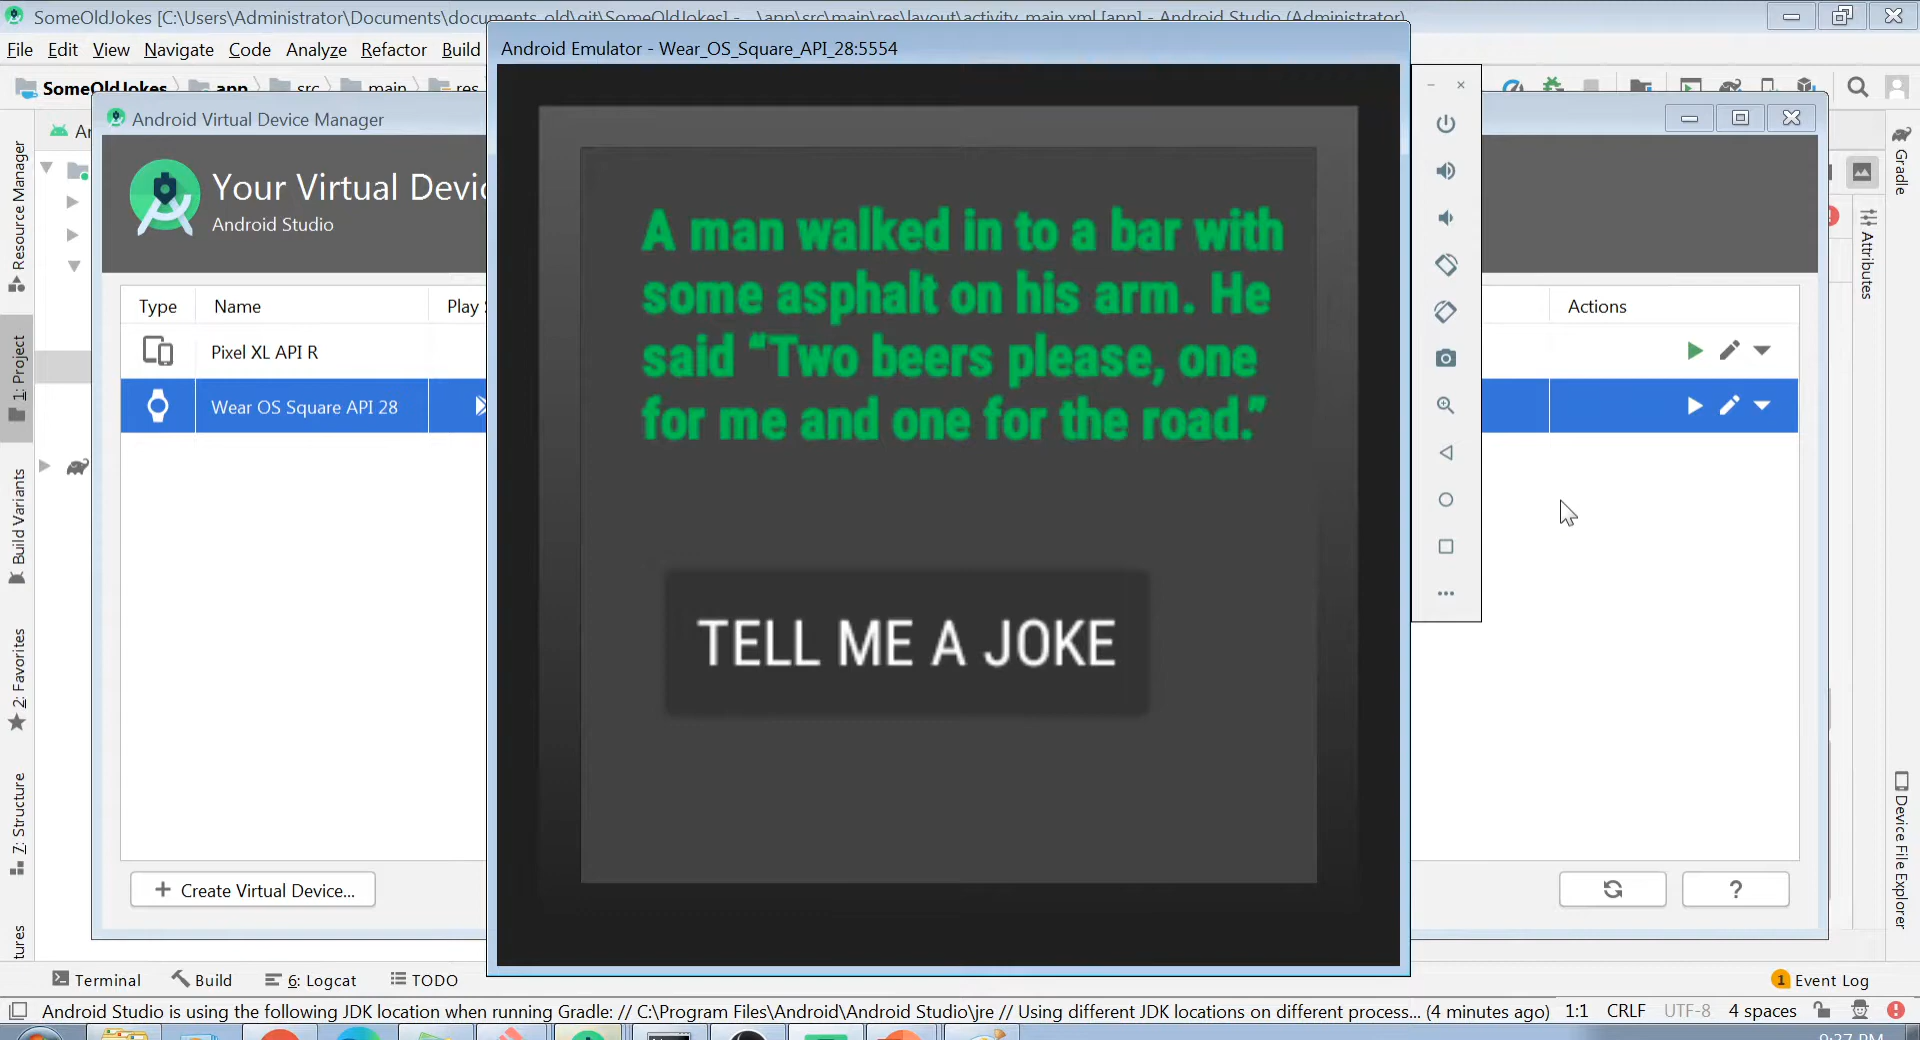 SomeOldJokes [C:\Users\Administrator\Documents\documents_old\git\SomeOldJokes] - ...\app\src\main\res\layout\activity_main.xml [app] - Android Studio (Administrator)
File Edit View Navigate Code Analyze Refactor Build
SomeOldJokes app src main res
Android Emulator - Wear_OS_Square_API_28:5554
Android Virtual Device Manager
Your Virtual Devic
Android Studio
Type Name Play S Actions
Pixel XL API R
Wear OS Square API 28
A man walked in to a bar with
some asphalt on his arm. He
said “Two beers please, one
for me and one for the road.”
TELL ME A JOKE
+ Create Virtual Device...
?
Resource Manager
1: Project
Build Variants
2: Favorites
7: Structure
tures
Gradle
Attributes
Device File Explorer
Terminal Build 6: Logcat TODO
1 Event Log
Android Studio is using the following JDK location when running Gradle: // C:\Program Files\Android\Android Studio\jre // Using different JDK locations on different process... (4 minutes ago) 1:1 CRLF UTF-8 4 spaces
9:37 PM